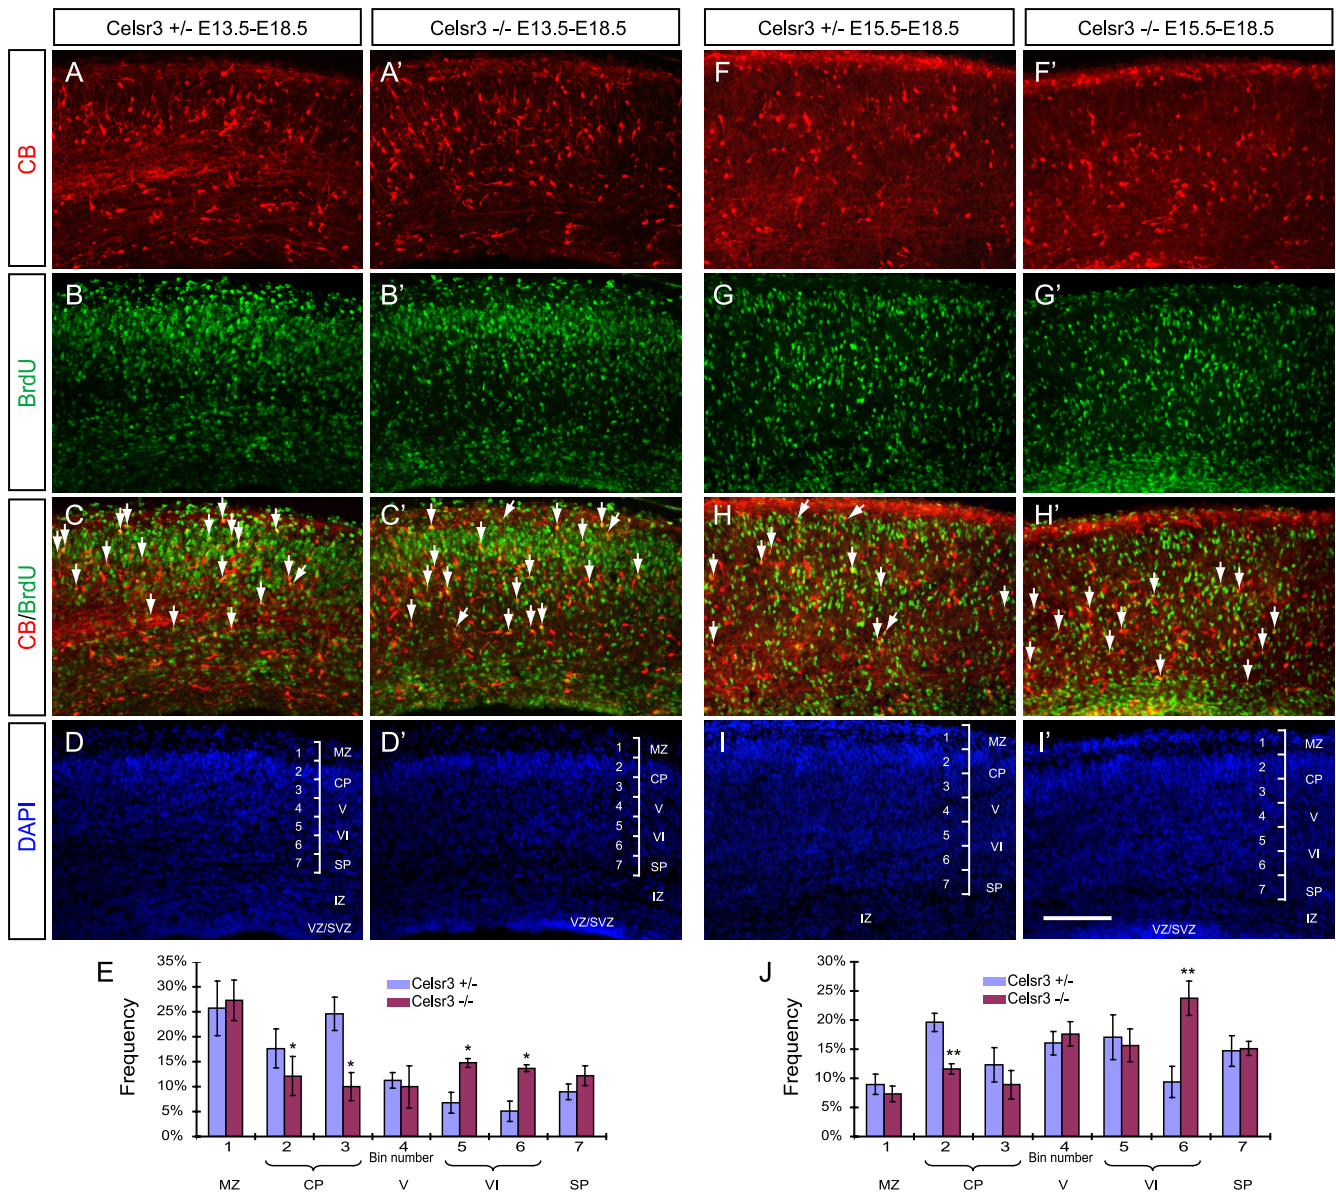 Celsr3 +/- E13.5-E18.5
Celsr3 -/- E13.5-E18.5
Celsr3 +/- E15.5-E18.5
Celsr3 -/- E15.5-E18.5
CB
A
A'
F
F'
BrdU
B
B'
G
G'
CB/BrdU
C
C'
H
H'
DAPI
D
1
2
3
4
5
6
7
MZ
CP
V
VI
SP
IZ
VZ/SVZ
D'
1
2
3
4
5
6
7
MZ
CP
V
VI
SP
IZ
VZ/SVZ
I
1
2
3
4
5
6
7
MZ
CP
V
VI
SP
IZ
I'
1
2
3
4
5
6
7
MZ
CP
V
VI
SP
IZ
VZ/SVZ
E
Frequency
35%
30%
25%
20%
15%
10%
5%
0%
Celsr3 +/-
Celsr3 -/-
*
*
*
*
1 2 3 4 5 6 7
Bin number
MZ CP V VI SP
J
Frequency
30%
25%
20%
15%
10%
5%
0%
Celsr3 +/-
Celsr3 -/-
**
**
1 2 3 4 5 6 7
Bin number
MZ CP V VI SP